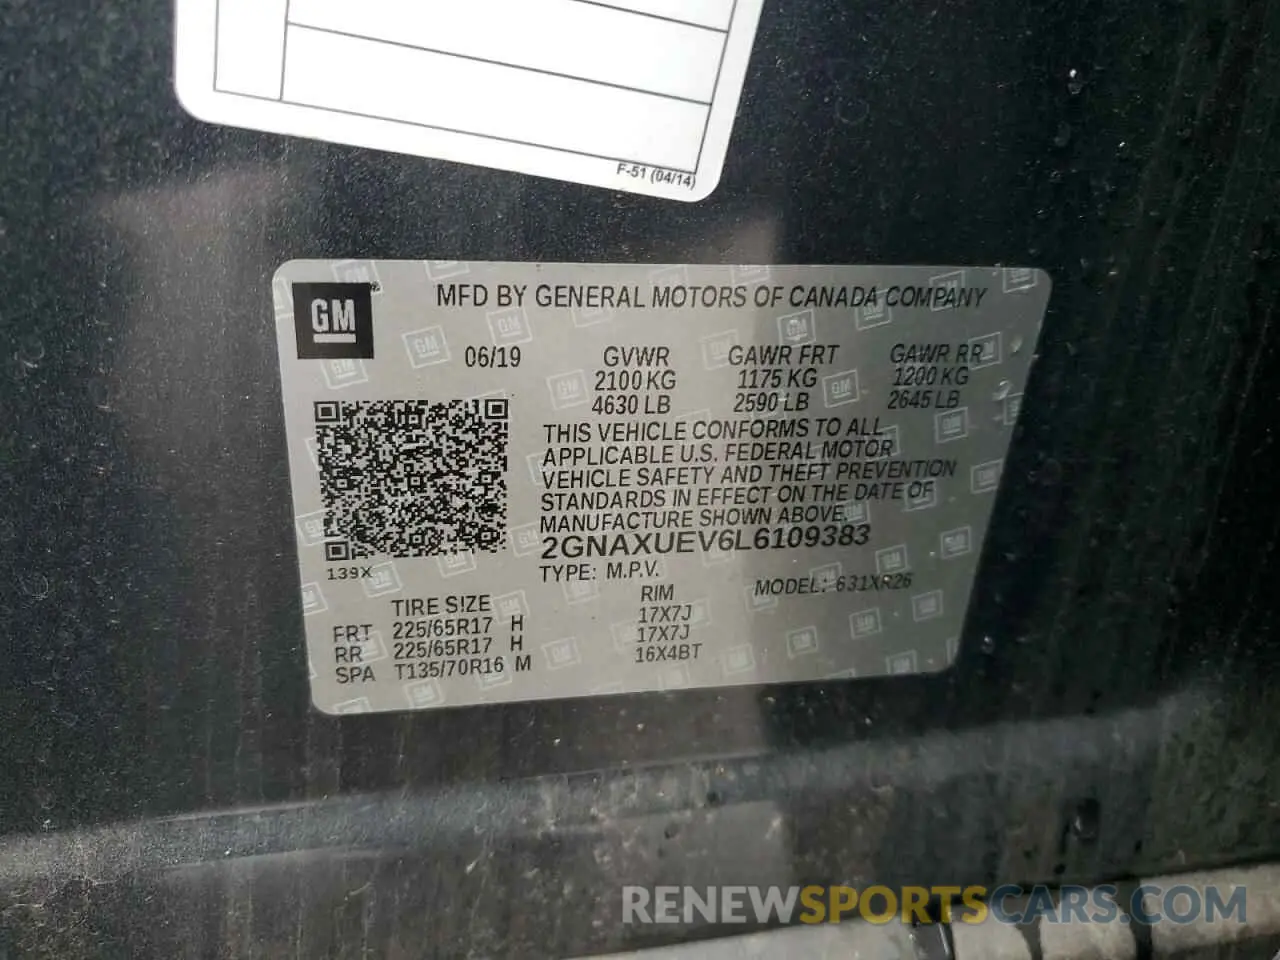 F-51 (04/14)
GM ®
MFD BY GENERAL MOTORS OF CANADA COMPANY
06/19 GVWR GAWR FRT GAWR RR
2100 KG 1175 KG 1200 KG
4630 LB 2590 LB 2645 LB
THIS VEHICLE CONFORMS TO ALL
APPLICABLE U.S. FEDERAL MOTOR
VEHICLE SAFETY AND THEFT PREVENTION
STANDARDS IN EFFECT ON THE DATE OF
MANUFACTURE SHOWN ABOVE.
2GNAXUEV6L6109383
139X
TYPE: M.P.V. MODEL: 631XR26
TIRE SIZE RIM
FRT 225/65R17 H 17X7J
RR 225/65R17 H 17X7J
SPA T135/70R16 M 16X4BT
RENEWSPORTSCARS.COM